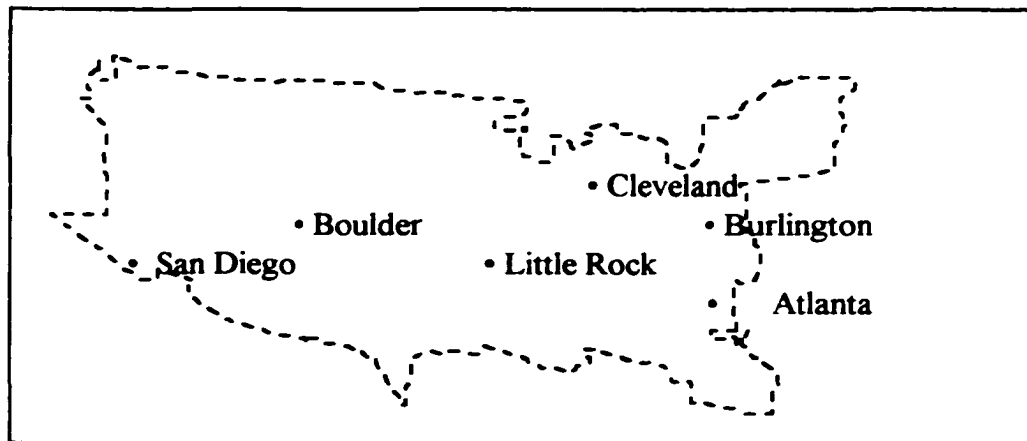 Cleveland
Boulder
Burlington
San Diego
Little Rock
Atlanta